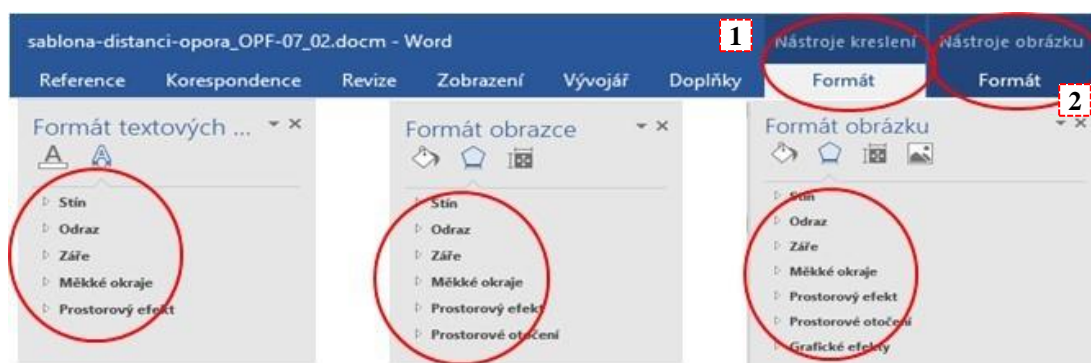 sablona-distanci-opora_OPF-07_02.docm - Word
1
Nástroje kreslení
Nástroje obrázku
Reference Korespondence Revize Zobrazení Vývojář Doplňky Formát Formát
2
Formát textových ...
Stín
Odraz
Záře
Měkké okraje
Prostorový efekt
Formát obrazce
Stín
Odraz
Záře
Měkké okraje
Prostorový efekt
Prostorové otočení
Formát obrázku
Stín
Odraz
Záře
Měkké okraje
Prostorový efekt
Prostorové otočení
Grafické efekty